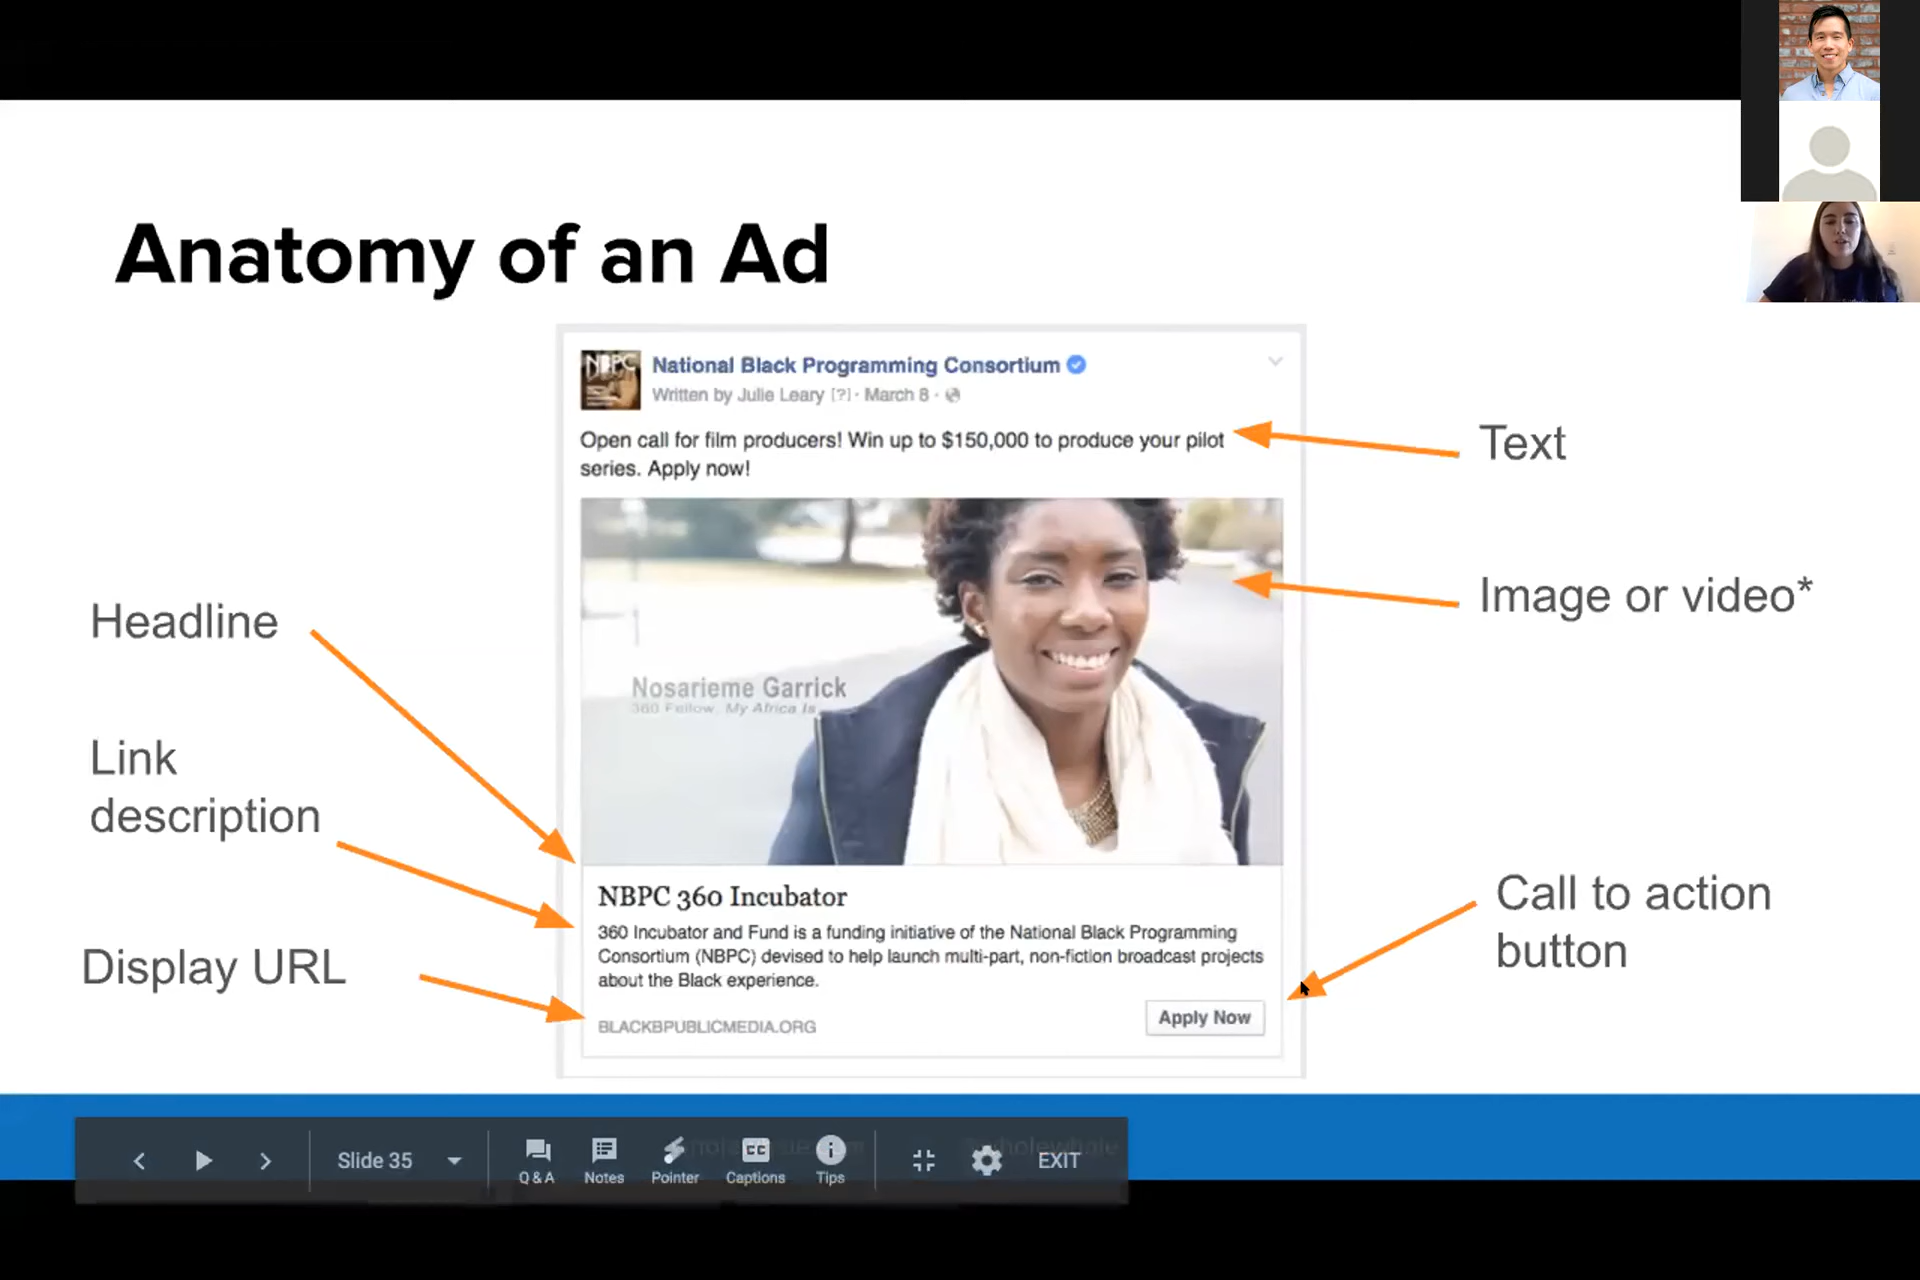 Anatomy of an Ad
NBPC
National Black Programming Consortium
Written by Julie Leary [?] · March 8 ·
Open call for film producers! Win up to $150,000 to produce your pilot
series. Apply now!
Text
Image or video*
Headline
Nosarieme Garrick
360 Fellow, My Africa Is
Link
description
NBPC 360 Incubator
360 Incubator and Fund is a funding initiative of the National Black Programming
Consortium (NBPC) devised to help launch multi-part, non-fiction broadcast projects
about the Black experience.
Call to action
button
Display URL
BLACKBPUBLICMEDIA.ORG
Apply Now
Slide 35
Q & A
Notes
Pointer
CC
Captions
Tips
EXIT